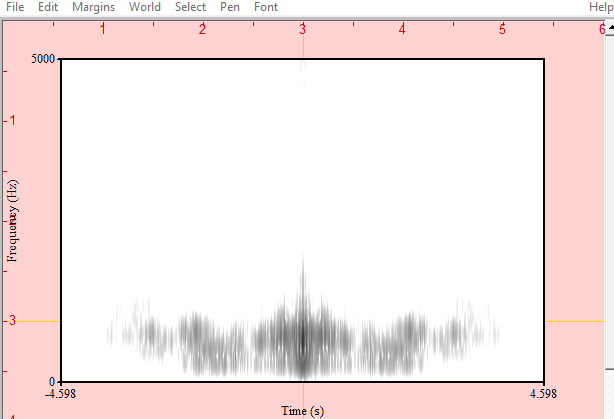 File Edit Margins World Select Pen Font Help
1 2 3 4 5 6
5000
1
Frequency (Hz)
3
0
-4.598 4.598
Time (s)